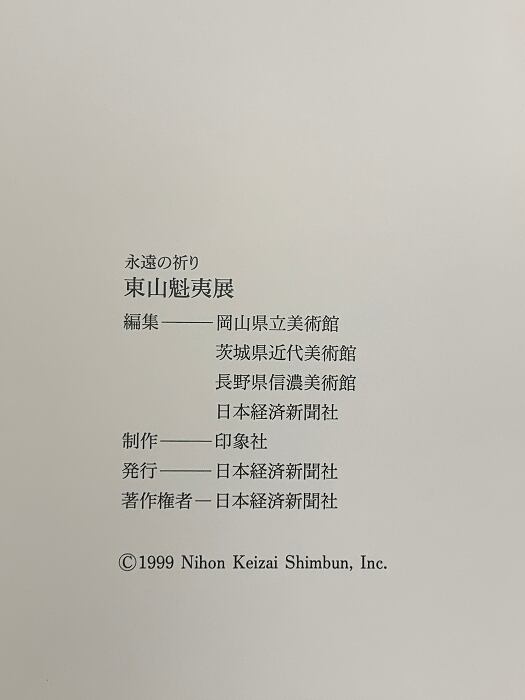 永遠の祈り
東山魁夷展
編集———岡山県立美術館
茨城県近代美術館
長野県信濃美術館
日本経済新聞社
制作———印象社
発行———日本経済新聞社
著作権者—日本経済新聞社
©1999 Nihon Keizai Shimbun, Inc.